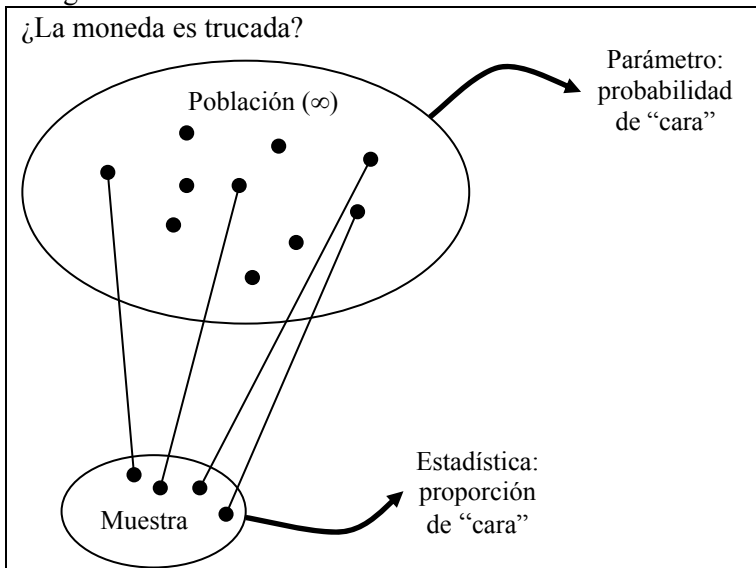 ¿La moneda es trucada?
Población (∞)
Parámetro:
probabilidad
de “cara”
Estadística:
proporción
de “cara”
Muestra